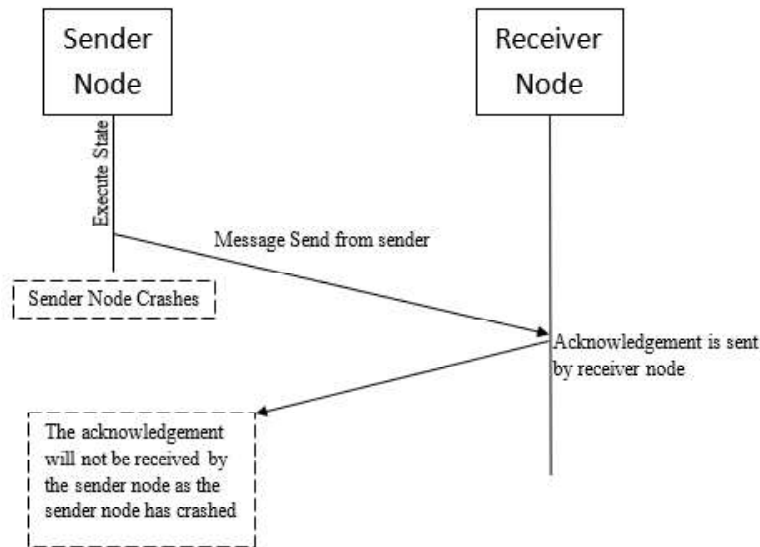 Sender
Node
Receiver
Node
Execute State
Message Send from sender
Sender Node Crashes
Acknowledgement is sent
by receiver node
The acknowledgement
will not be received by
the sender node as the
sender node has crashed